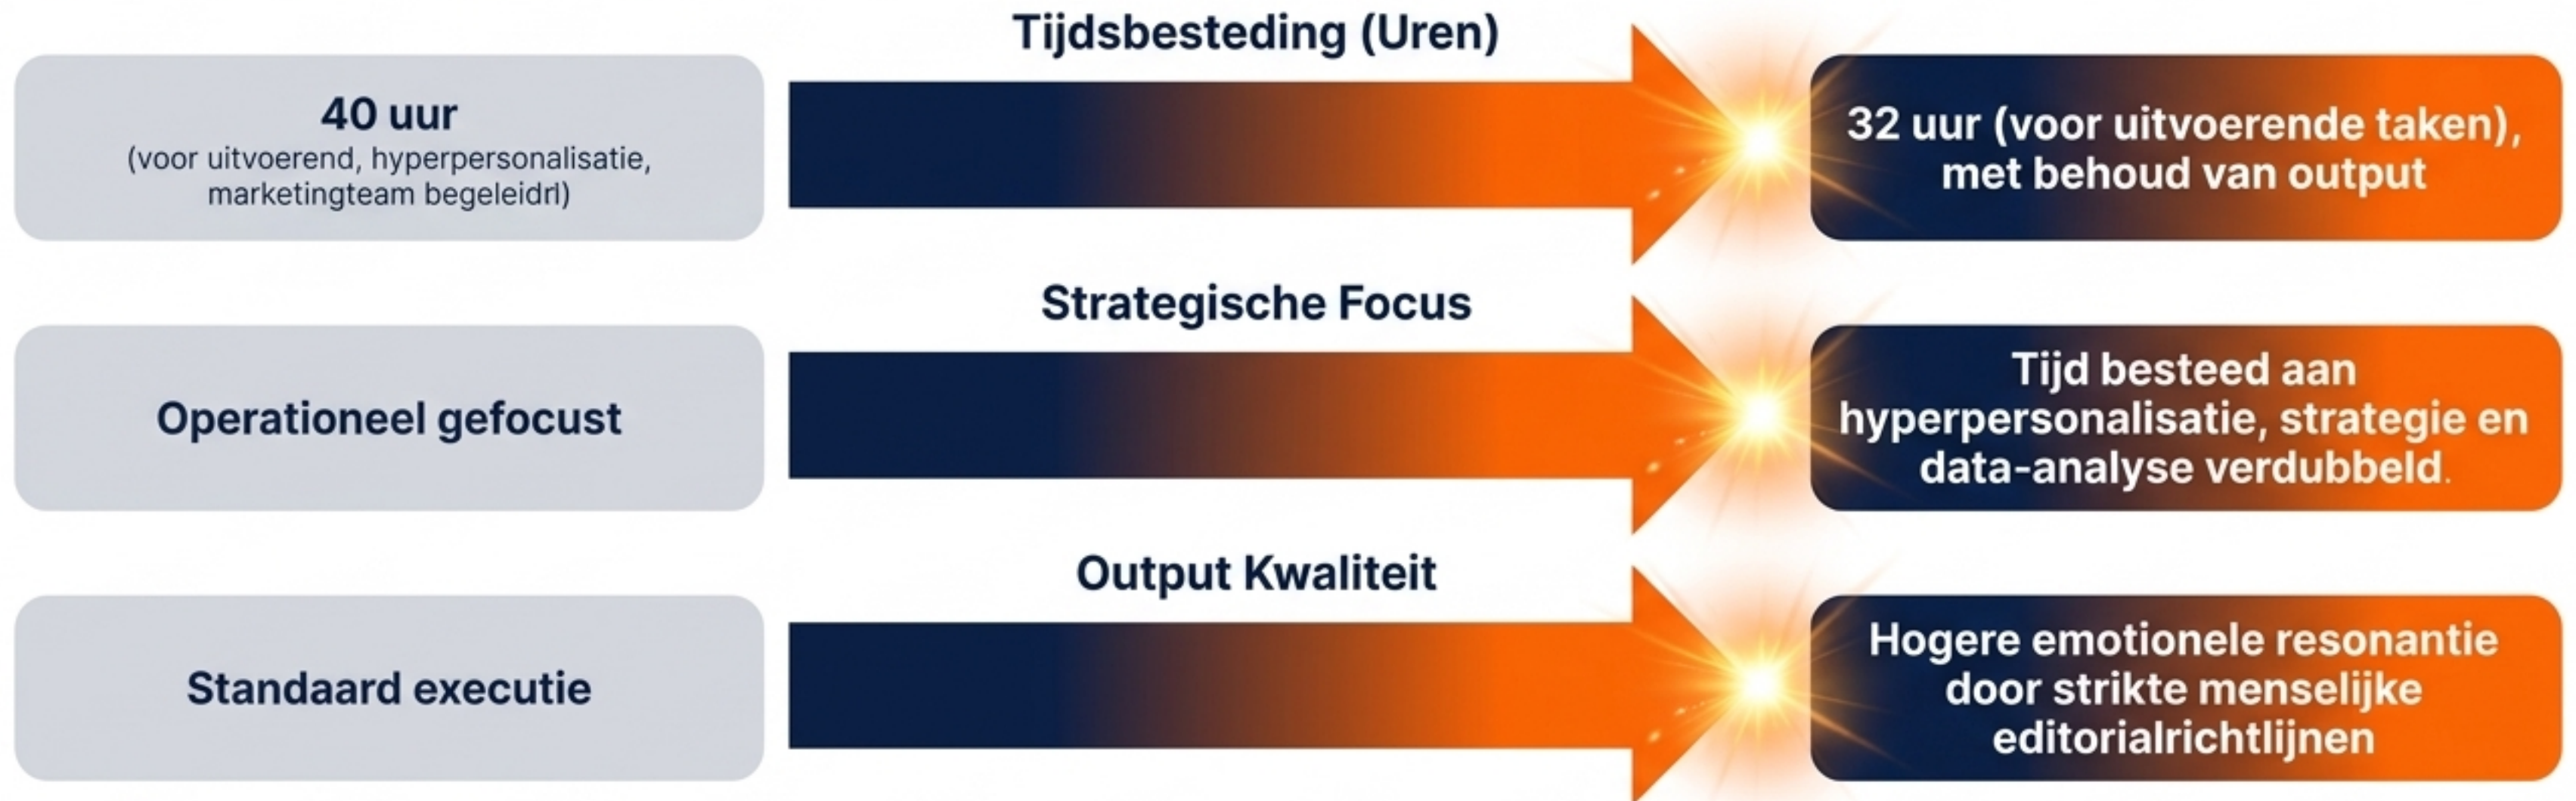 Tijdsbesteding (Uren)
40 uur
(voor uitvoerend, hyperpersonalisatie,
marketingteam begeleidrl)
32 uur (voor uitvoerende taken),
met behoud van output
Strategische Focus
Operationeel gefocust
Tijd besteed aan
hyperpersonalisatie, strategie en
data-analyse verdubbeld.
Output Kwaliteit
Standaard executie
Hogere emotionele resonantie
door strikte menselijke
editorialrichtlijnen